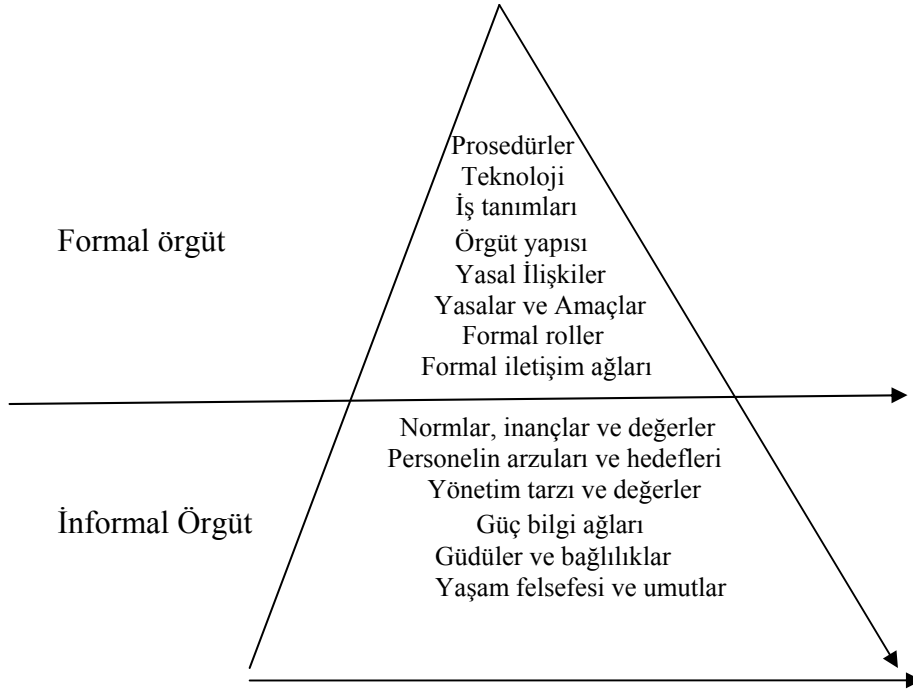 Prosedürler
Teknoloji
İş tanımları
Formal örgüt
Örgüt yapısı
Yasal İlişkiler
Yasalar ve Amaçlar
Formal roller
Formal iletişim ağları
Normlar, inançlar ve değerler
Personelin arzuları ve hedefleri
Yönetim tarzı ve değerler
İnformal Örgüt
Güç bilgi ağları
Güdüler ve bağlılıklar
Yaşam felsefesi ve umutlar